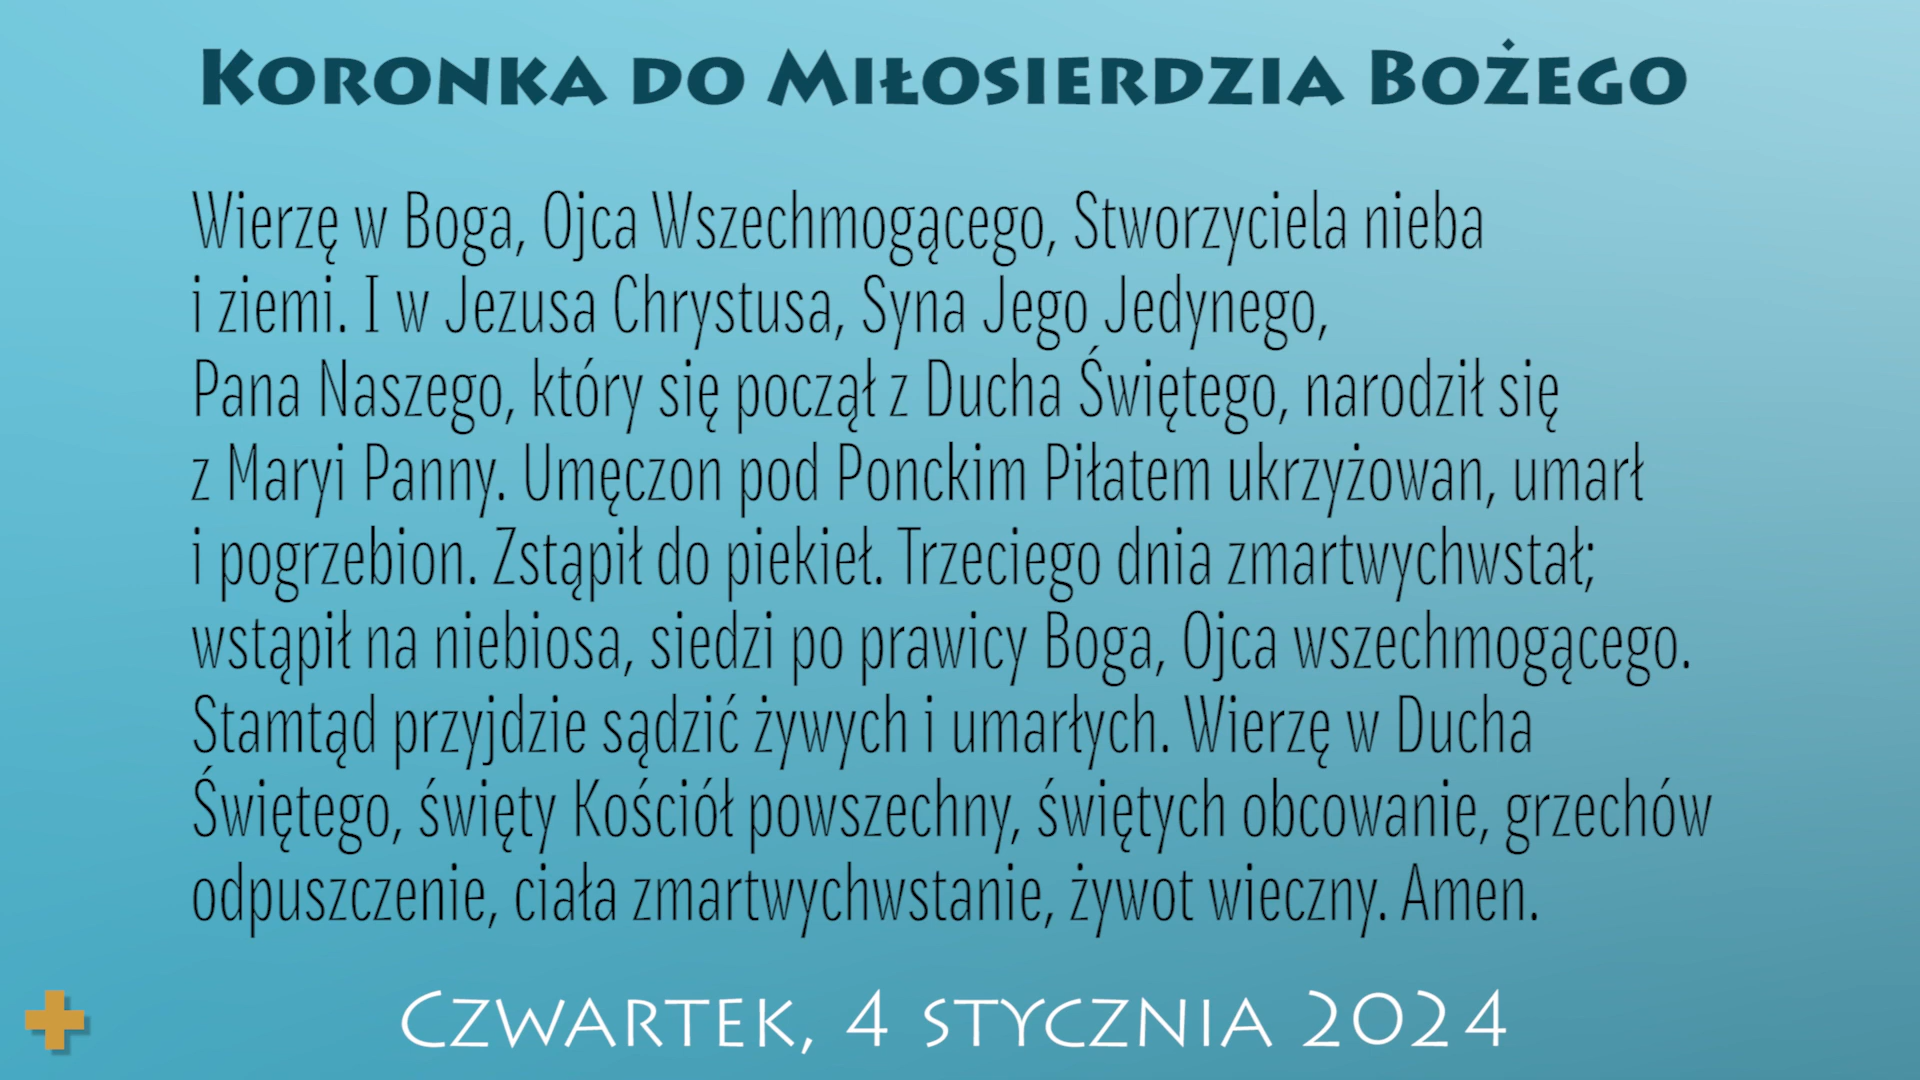 Koronka do Miłosierdzia Bożego
Wierzę w Boga, Ojca Wszechmogącego, Stworzyciela nieba
i ziemi. I w Jezusa Chrystusa, Syna Jego Jedynego,
Pana Naszego, który się począł z Ducha Świętego, narodził się
z Maryi Panny. Umęczon pod Ponckim Piłatem ukrzyżowan, umarł
i pogrzebion. Zstąpił do piekieł. Trzeciego dnia zmartwychwstał;
wstąpił na niebiosa, siedzi po prawicy Boga, Ojca wszechmogącego.
Stamtąd przyjdzie sądzić żywych i umarłych. Wierzę w Ducha
Świętego, święty Kościół powszechny, świętych obcowanie, grzechów
odpuszczenie, ciała zmartwychwstanie, żywot wieczny. Amen.
Czwartek, 4 stycznia 2024